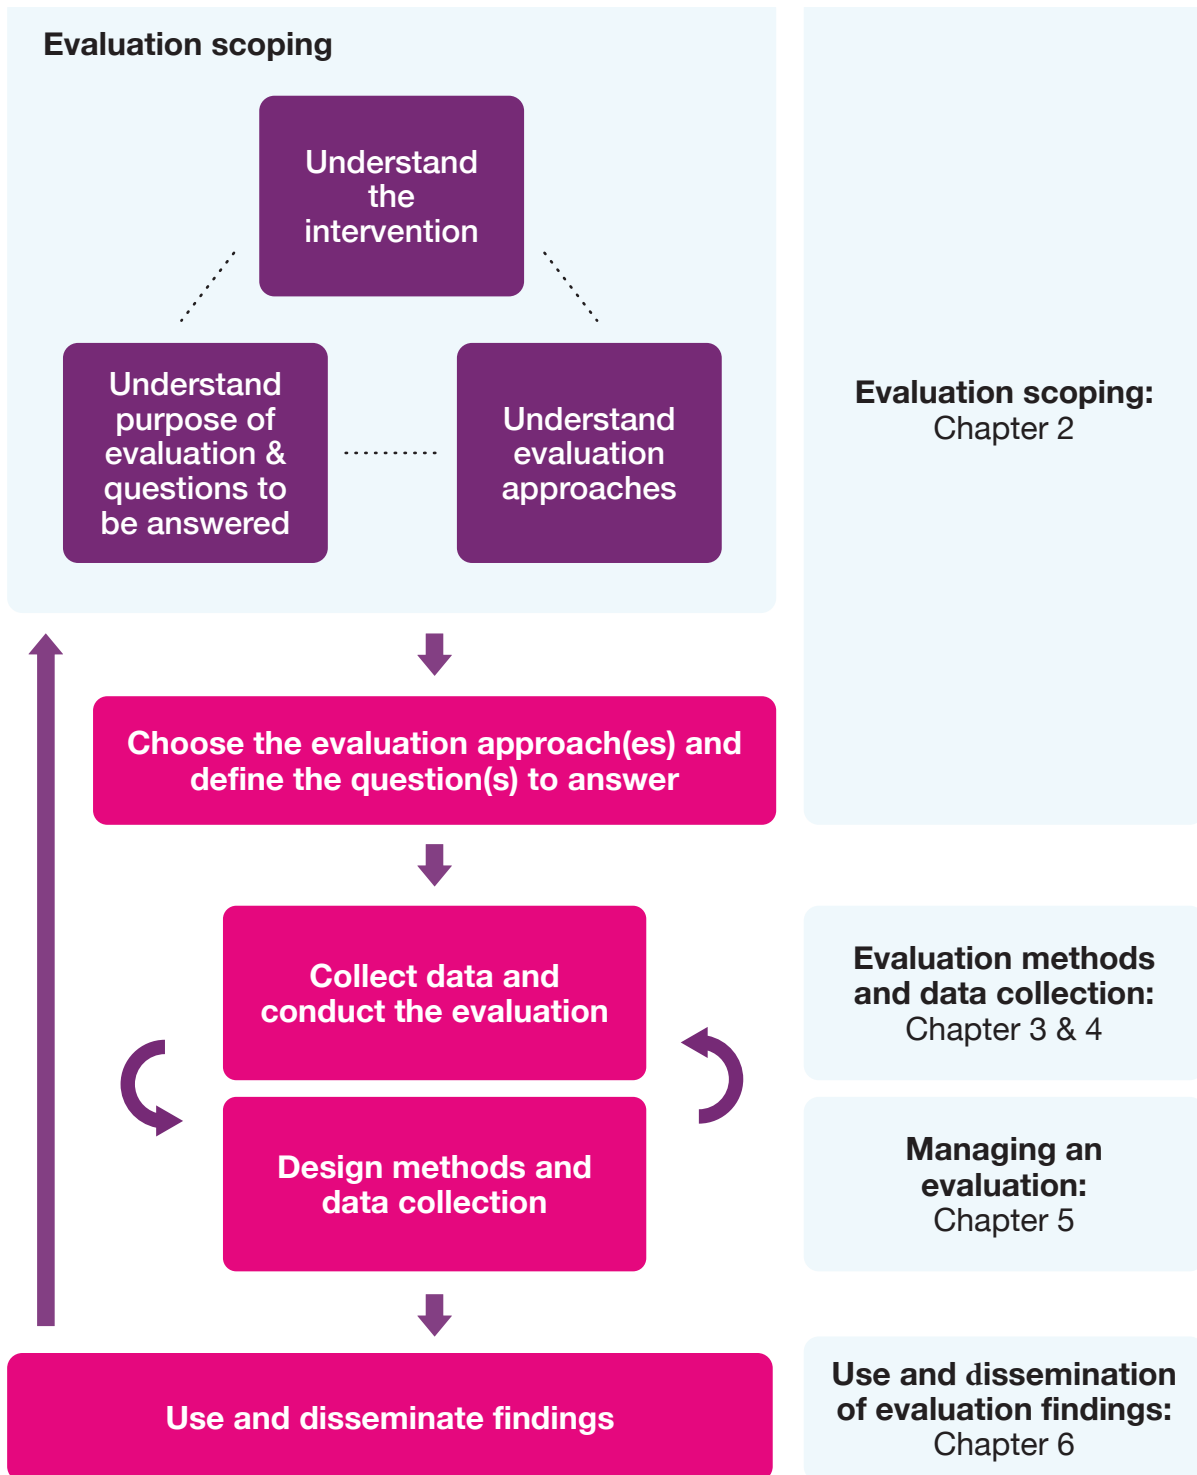 Evaluation scoping
Understand
the
intervention
Understand
purpose of
evaluation &
questions to
be answered
Understand
evaluation
approaches
Evaluation scoping:
Chapter 2
Choose the evaluation approach(es) and
define the question(s) to answer
Collect data and
conduct the evaluation
Evaluation methods
and data collection:
Chapter 3 & 4
Design methods and
data collection
Managing an
evaluation:
Chapter 5
Use and disseminate findings
Use and dissemination
of evaluation findings:
Chapter 6